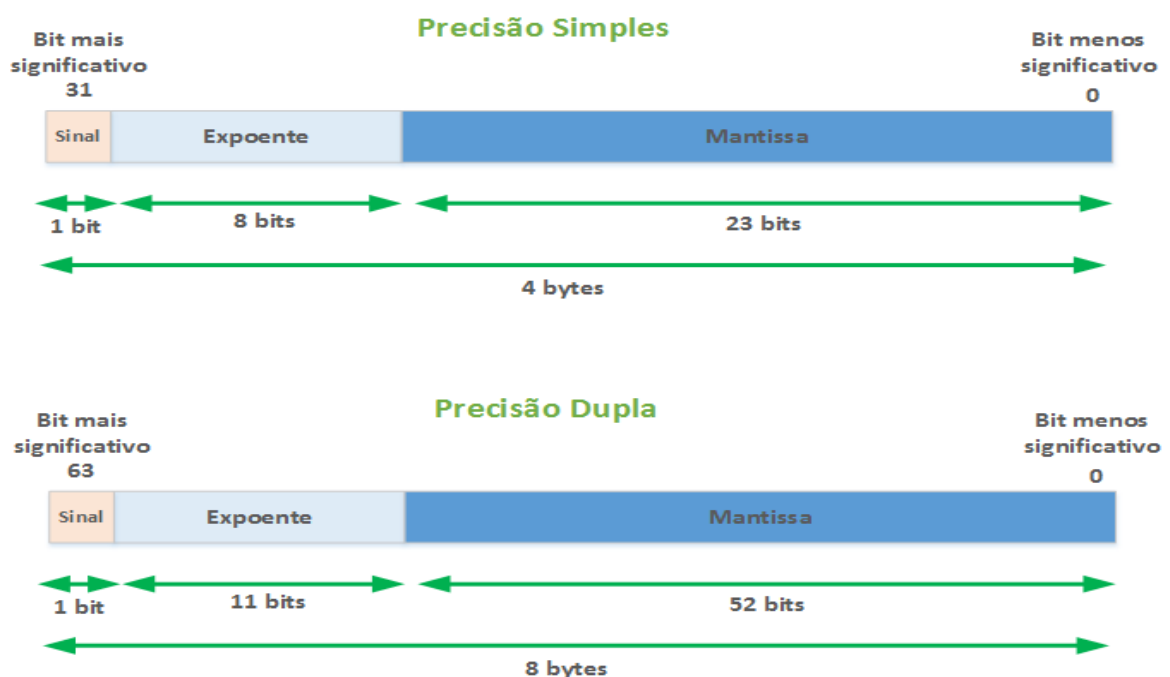 Precisão Simples
Bit mais
significativo
31
Bit menos
significativo
0
Sinal
Expoente
Mantissa
1 bit
8 bits
23 bits
4 bytes
Precisão Dupla
Bit mais
significativo
63
Bit menos
significativo
0
Sinal
Expoente
Mantissa
1 bit
11 bits
52 bits
8 bytes